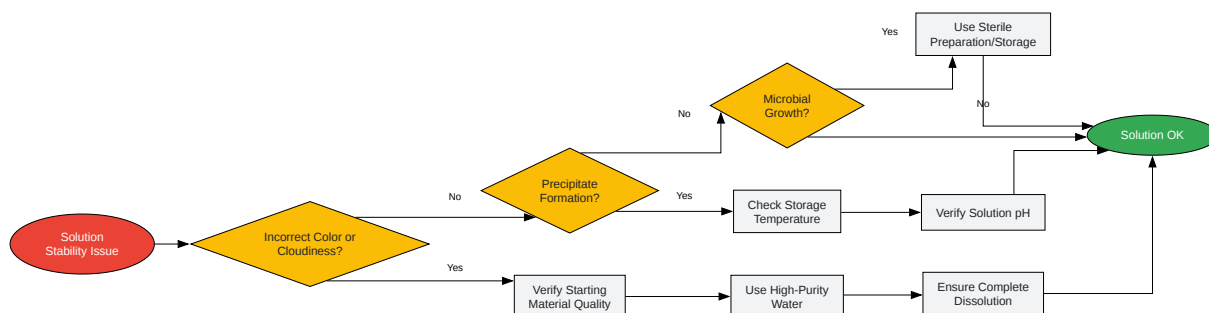 Use Sterile
Preparation/Storage
Yes
Microbial
Growth?
No
No
Solution OK
Precipitate
Formation?
Yes
Check Storage
Temperature
Verify Solution pH
No
Solution
Stability Issue
Incorrect Color or
Cloudiness?
Yes
Verify Starting
Material Quality
Use High-Purity
Water
Ensure Complete
Dissolution